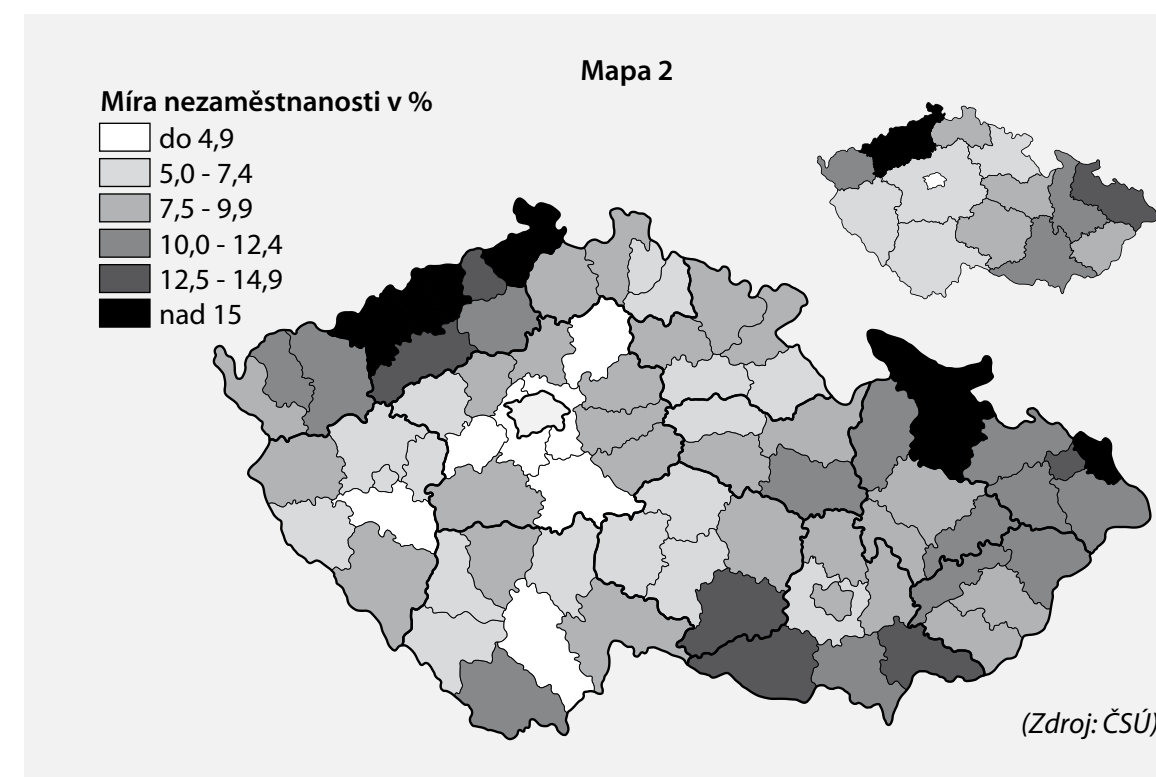 Mapa 2
Míra nezaměstnanosti v %
do 4,9
5,0 - 7,4
7,5 - 9,9
10,0 - 12,4
12,5 - 14,9
nad 15
(Zdroj: ČSÚ)